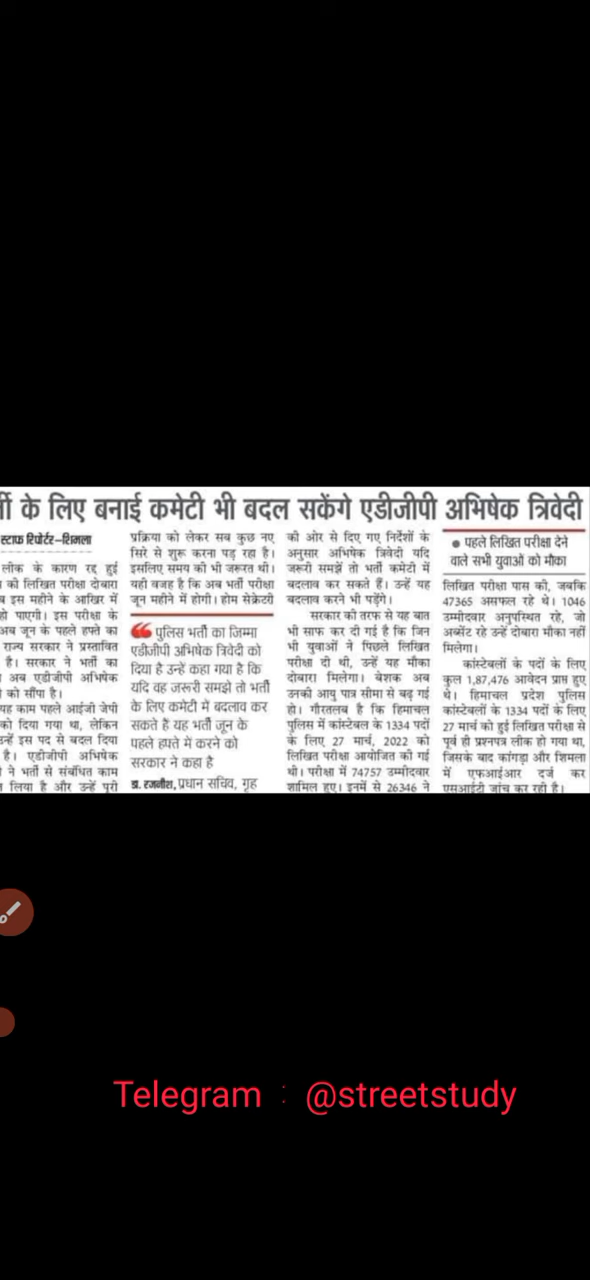 के लिए बनाई कमेटी भी बदल सकेंगे एडीजीपी अभिषेक त्रिवेदी
स्टाफ रिपोर्टर-शिमला
लीक के कारण रद्द हुई
को लिखित परीक्षा दोबारा
इस महीने के आखिर में
हो पाएगी। इस परीक्षा के
अब जून के पहले हफ्ते का
राज्य सरकार ने प्रस्तावित
है। सरकार ने भर्ती का
अब एडीजीपी अभिषेक
को सौंपा है।
यह काम पहले आईजी जेपी
को दिया गया था, लेकिन
उन्हें इस पद से बदल दिया
है। एडीजीपी अभिषेक
ने भर्ती से संबंधित काम
लिया है और उन्हें पूरी
प्रक्रिया को लेकर सब कुछ नए
सिरे से शुरू करना पड़ रहा है।
इसलिए समय की भी जरूरत थी।
यही वजह है कि अब भर्ती परीक्षा
जून महीने में होगी। होम सेक्रेटरी
पुलिस भर्ती का जिम्मा
एडीजीपी अभिषेक त्रिवेदी को
दिया है उन्हें कहा गया है कि
यदि वह जरूरी समझे तो भर्ती
के लिए कमेटी में बदलाव कर
सकते हैं यह भर्ती जून के
पहले हफ्ते में करने को
सरकार ने कहा है
डा. रजनीश, प्रधान सचिव, गृह
की ओर से दिए गए निर्देशों के
अनुसार अभिषेक त्रिवेदी यदि
जरूरी समझें तो भर्ती कमेटी में
बदलाव कर सकते हैं। उन्हें यह
बदलाव करने भी पड़ेंगे।
सरकार की तरफ से यह बात
भी साफ कर दी गई है कि जिन
भी युवाओं ने पिछले लिखित
परीक्षा दी थी, उन्हें यह मौका
दोबारा मिलेगा। बेशक अब
उनकी आयु पात्र सीमा से बढ़ गई
हो। गौरतलब है कि हिमाचल
पुलिस में कांस्टेबल के 1334 पदों
के लिए 27 मार्च, 2022 को
लिखित परीक्षा आयोजित की गई
थी। परीक्षा में 74757 उम्मीदवार
शामिल हुए। इनमें से 26346 ने
● पहले लिखित परीक्षा देने
वाले सभी युवाओं को मौका
लिखित परीक्षा पास की, जबकि
47365 असफल रहे थे। 1046
उम्मीदवार अनुपस्थित रहे, जो
अब्सेंट रहे उन्हें दोबारा मौका नहीं
मिलेगा।
कांस्टेबलों के पदों के लिए
कुल 1,87,476 आवेदन प्राप्त हुए
थे। हिमाचल प्रदेश पुलिस
कांस्टेबलों के 1334 पदों के लिए
27 मार्च को हुई लिखित परीक्षा से
पूर्व ही प्रश्नपत्र लीक हो गया था,
जिसके बाद कांगड़ा और शिमला
में एफआईआर दर्ज कर
एसआईटी जांच कर रही है।
Telegram : @streetstudy